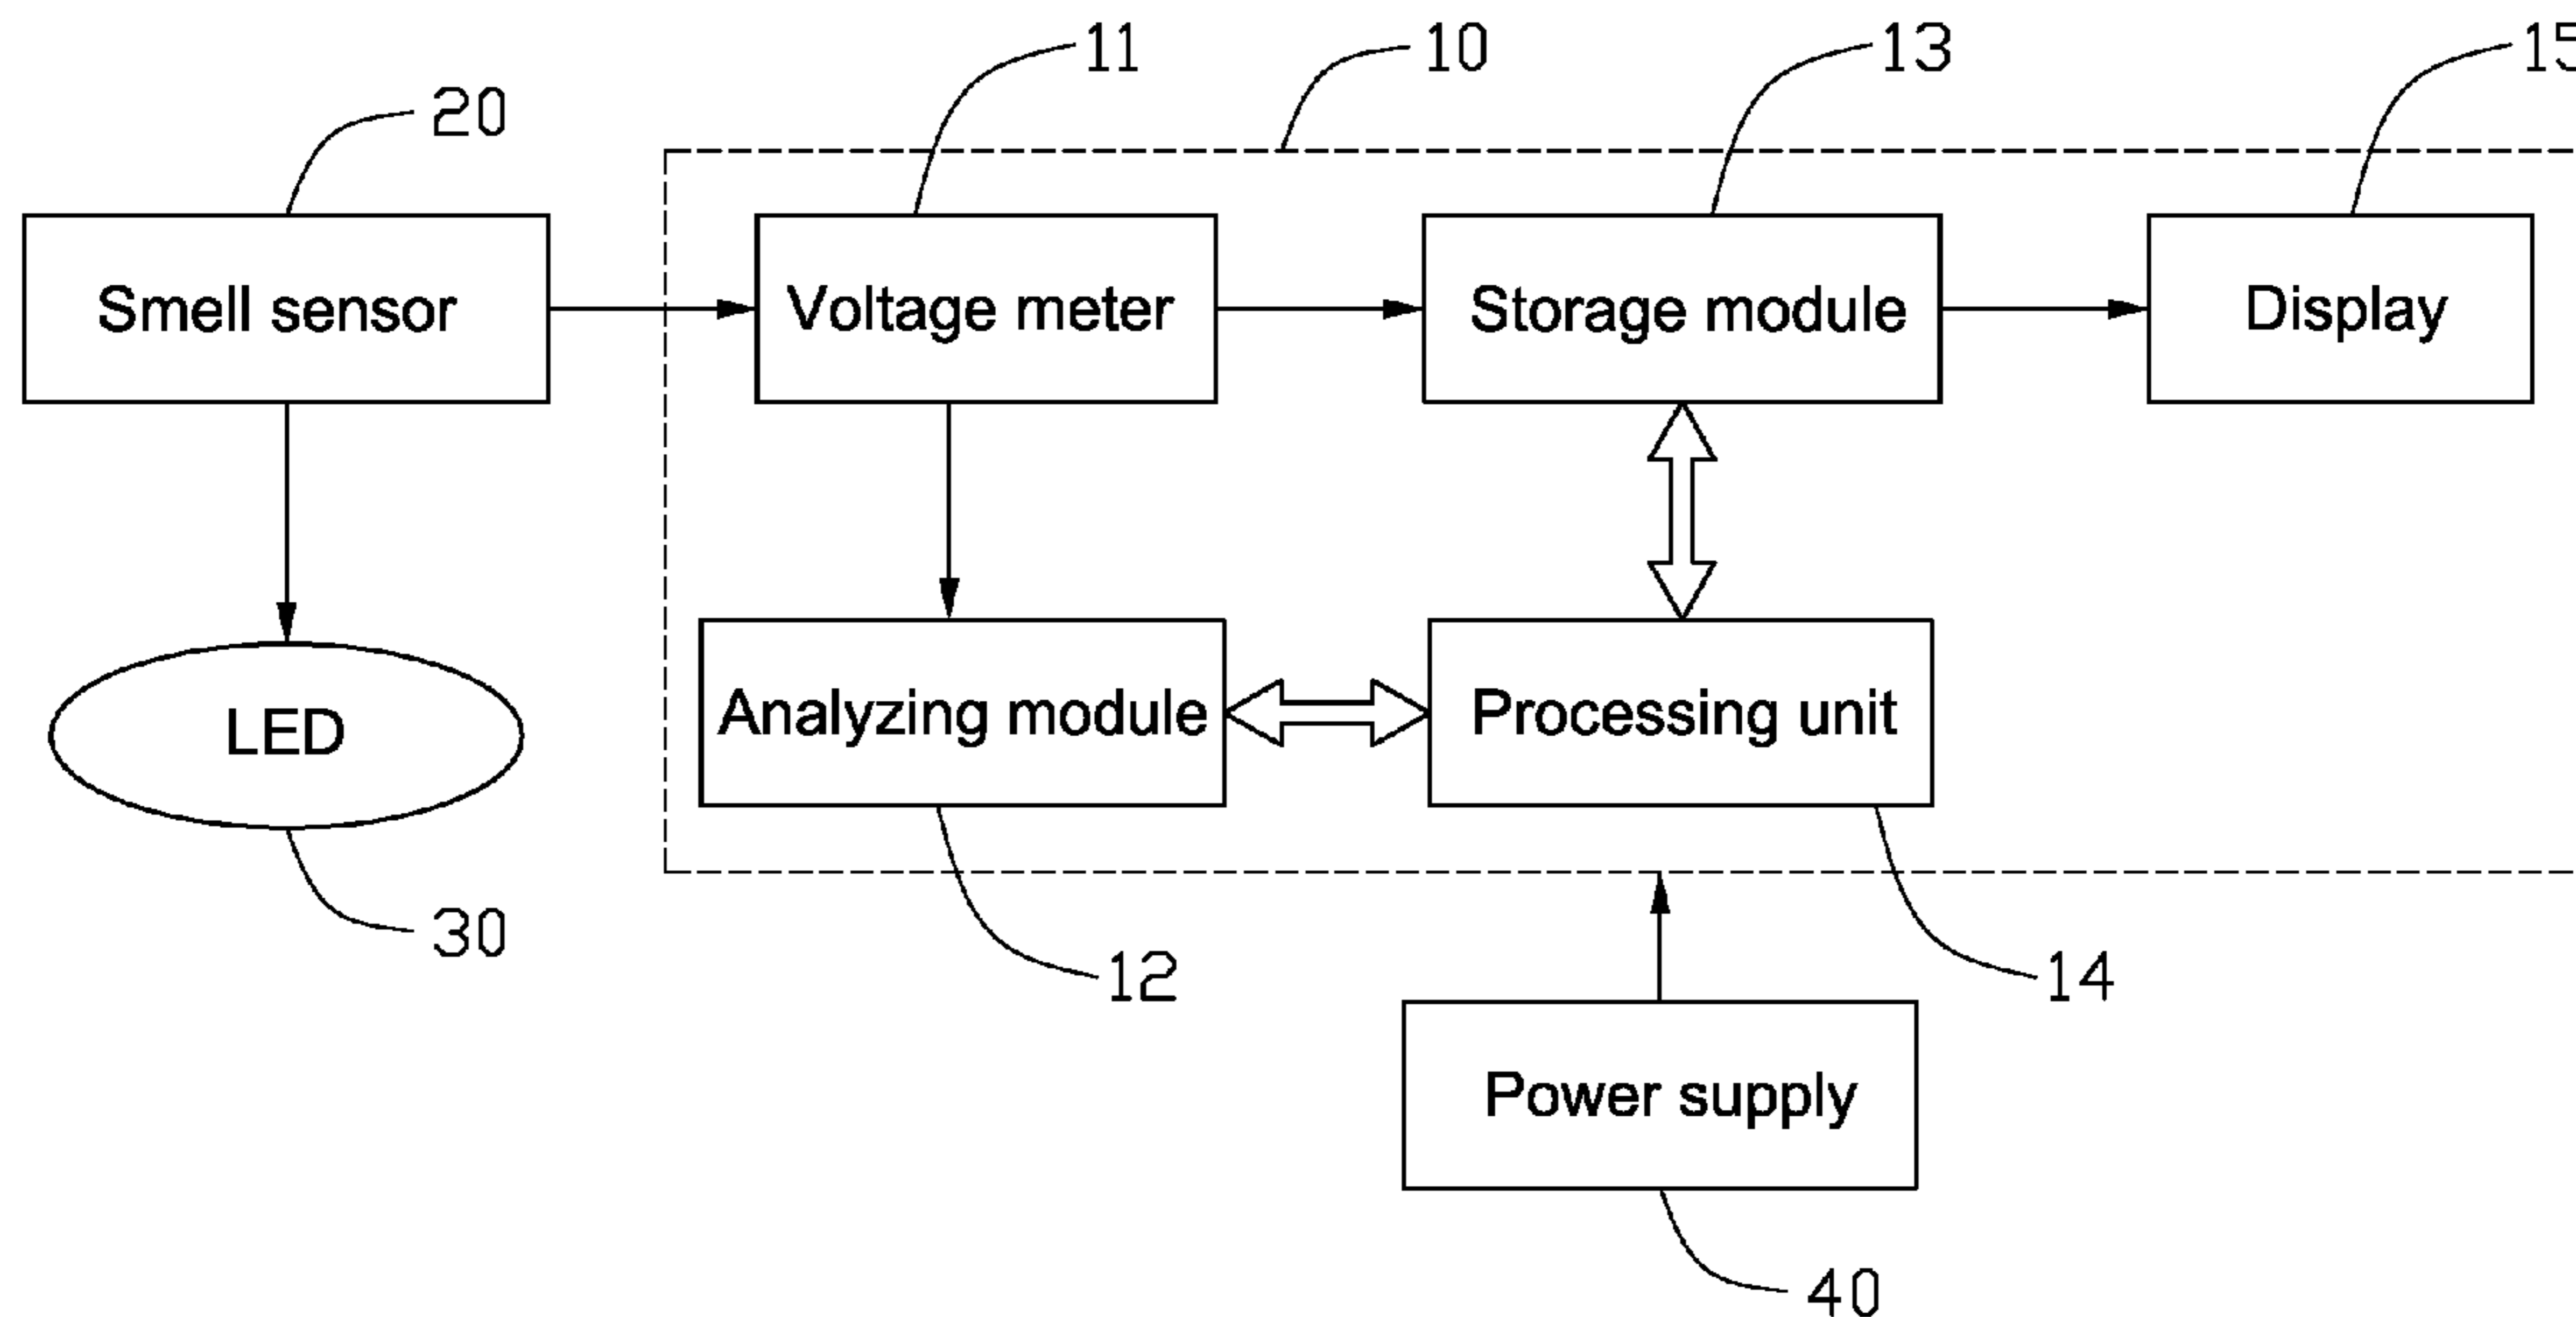 11
10
13
15
20
Smell sensor
Voltage meter
Storage module
Display
Analyzing module
Processing unit
LED
30
12
14
Power supply
40